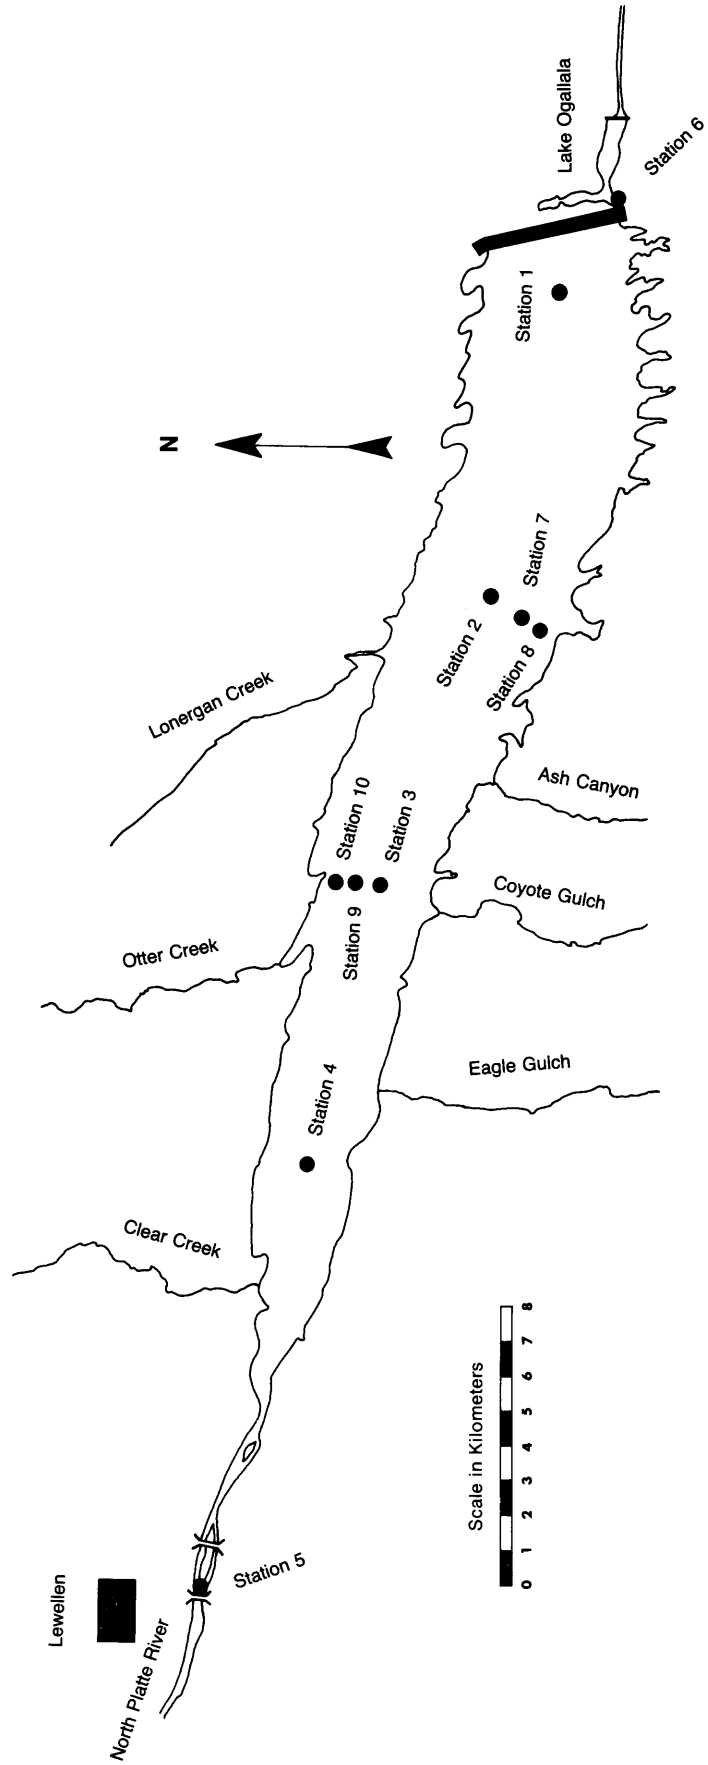 Lake Ogallala
Station 6
Station 1
N
Station 7
Station 2
Station 8
Lonergan Creek
Ash Canyon
Station 10
Station 3
Coyote Gulch
Station 9
Otter Creek
Eagle Gulch
Station 4
Clear Creek
Scale in Kilometers
0 1 2 3 4 5 6 7 8
Station 5
Lewellen
North Platte River